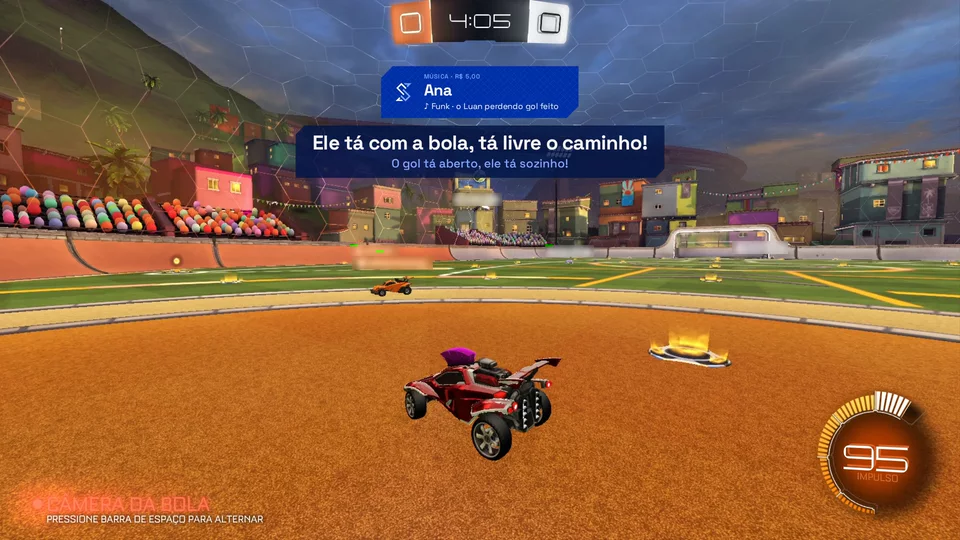 0 4:05 0
MÚSICA · R$ 5,00
Ana
♪ Funk · o Luan perdendo gol feito
Ele tá com a bola, tá livre o caminho!
O gol tá aberto, ele tá sozinho!
95
IMPULSO
CÂMERA DA BOLA
PRESSIONE BARRA DE ESPAÇO PARA ALTERNAR